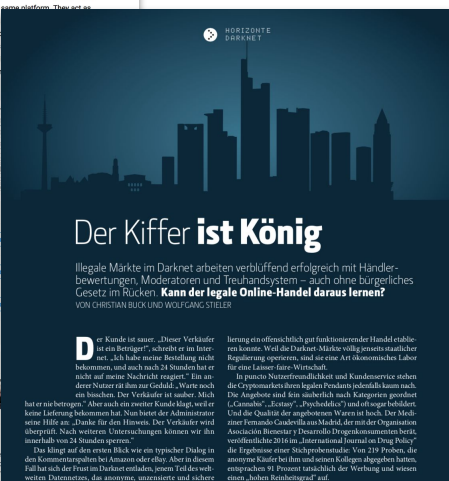 same platform. They act as
HORIZONTE
DARKNET
Der Kiffer ist König
Illegale Märkte im Darknet arbeiten verblüffend erfolgreich mit Händler-
bewertungen, Moderatoren und Treuhandsystem – auch ohne bürgerliches
Gesetz im Rücken. Kann der legale Online-Handel daraus lernen?
VON CHRISTIAN BUCK UND WOLFGANG STIELER
Der Kunde ist sauer. „Dieser Verkäufer
ist ein Betrüger!“, schreibt er im Inter-
net. „Ich habe meine Bestellung nicht
bekommen, und auch nach 24 Stunden hat er
nicht auf meine Nachricht reagiert.“ Ein an-
derer Nutzer rät ihm zur Geduld: „Warte noch
ein bisschen. Der Verkäufer ist sauber. Mich
hat er nie betrogen.“ Aber auch ein zweiter Kunde klagt, weil er
keine Lieferung bekommen hat. Nun bietet der Administrator
seine Hilfe an: „Danke für den Hinweis. Der Verkäufer wird
überprüft. Nach weiteren Untersuchungen können wir ihn
innerhalb von 24 Stunden sperren.“
Das klingt auf den ersten Blick wie ein typischer Dialog in
den Kommentarspalten bei Amazon oder eBay. Aber in diesem
Fall hat sich der Frust im Darknet entladen, jenem Teil des welt-
weiten Datennetzes, das anonyme, unzensierte und sichere
lierung ein offensichtlich gut funktionierender Handel etablie-
ren konnte. Weil die Darknet-Märkte völlig jenseits staatlicher
Regulierung operieren, sind sie eine Art ökonomisches Labor
für eine Laisser-faire-Wirtschaft.
In puncto Nutzerfreundlichkeit und Kundenservice stehen
die Cryptomarkets ihren legalen Pendants jedenfalls kaum nach.
Die Angebote sind fein säuberlich nach Kategorien geordnet
(„Cannabis“, „Ecstasy“, „Psychedelics“) und oft sogar bebildert.
Und die Qualität der angebotenen Waren ist hoch. Der Medi-
ziner Fernando Caudevilla aus Madrid, der mit der Organisation
Asociación Bienestar y Desarrollo Drogenkonsumenten berät,
veröffentlichte 2016 im „International Journal on Drug Policy“
die Ergebnisse einer Stichprobenstudie: Von 219 Proben, die
anonyme Käufer bei ihm und seinen Kollegen abgegeben hatten,
entsprachen 91 Prozent tatsächlich der Werbung und wiesen
einen „hohen Reinheitsgrad“ auf.